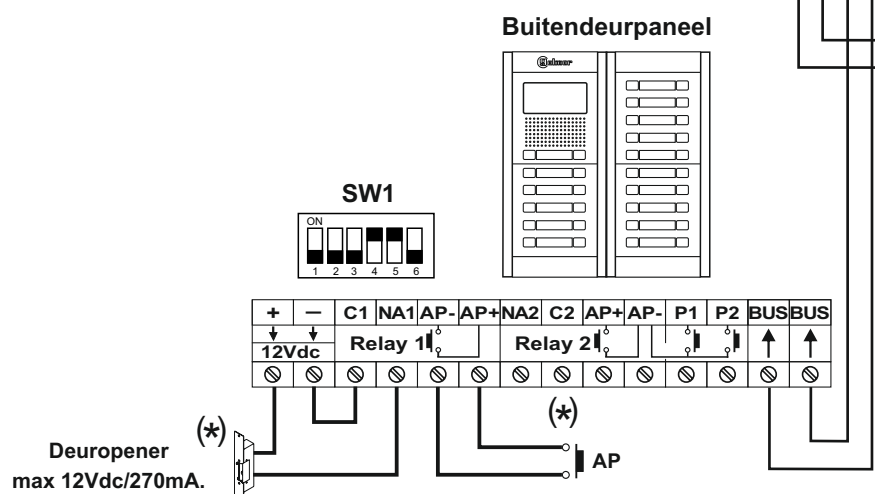 Buitendeurpaneel
Golmar
SW1
ON
1 2 3 4 5 6
+ — C1 NA1 AP- AP+ NA2 C2 AP+ AP- P1 P2 BUS BUS
12Vdc Relay 1 Relay 2
(*) (*)
Deuropener
max 12Vdc/270mA.
AP